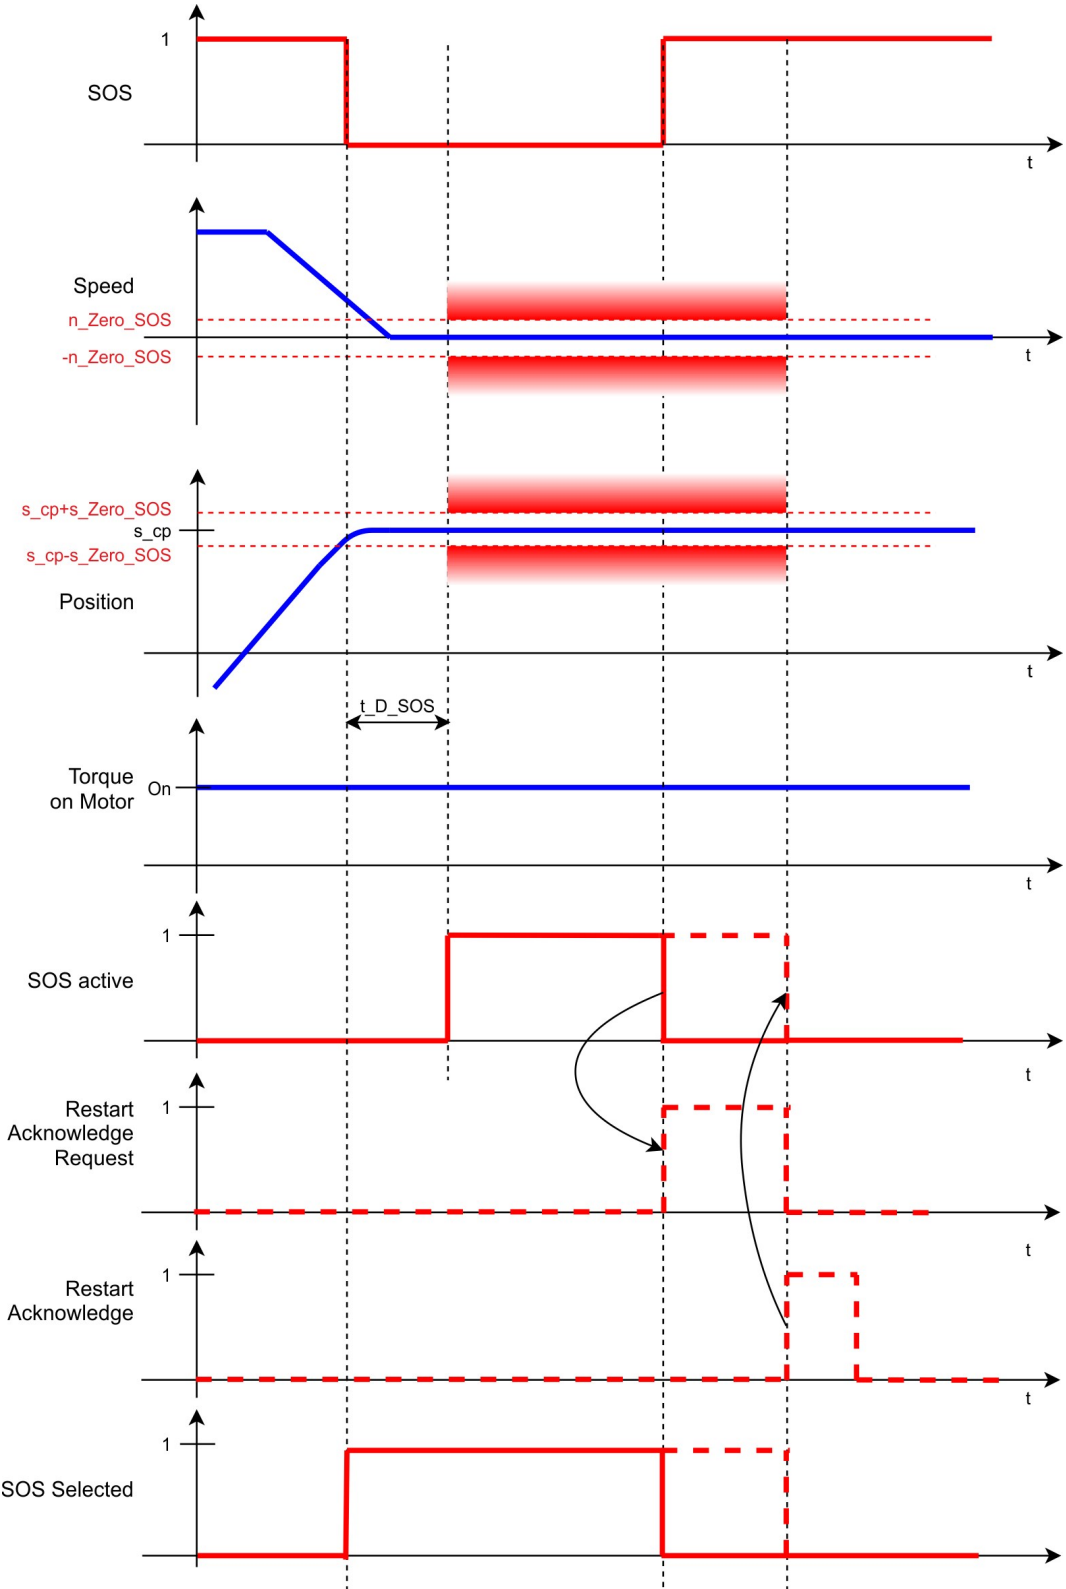 1
SOS
t
Speed
n_Zero_SOS
-n_Zero_SOS
t
s_cp+s_Zero_SOS
s_cp
s_cp-s_Zero_SOS
Position
t
t_D_SOS
Torque
on Motor
On
t
1
SOS active
t
Restart
Acknowledge
Request
1
t
1
Restart
Acknowledge
t
1
SOS Selected